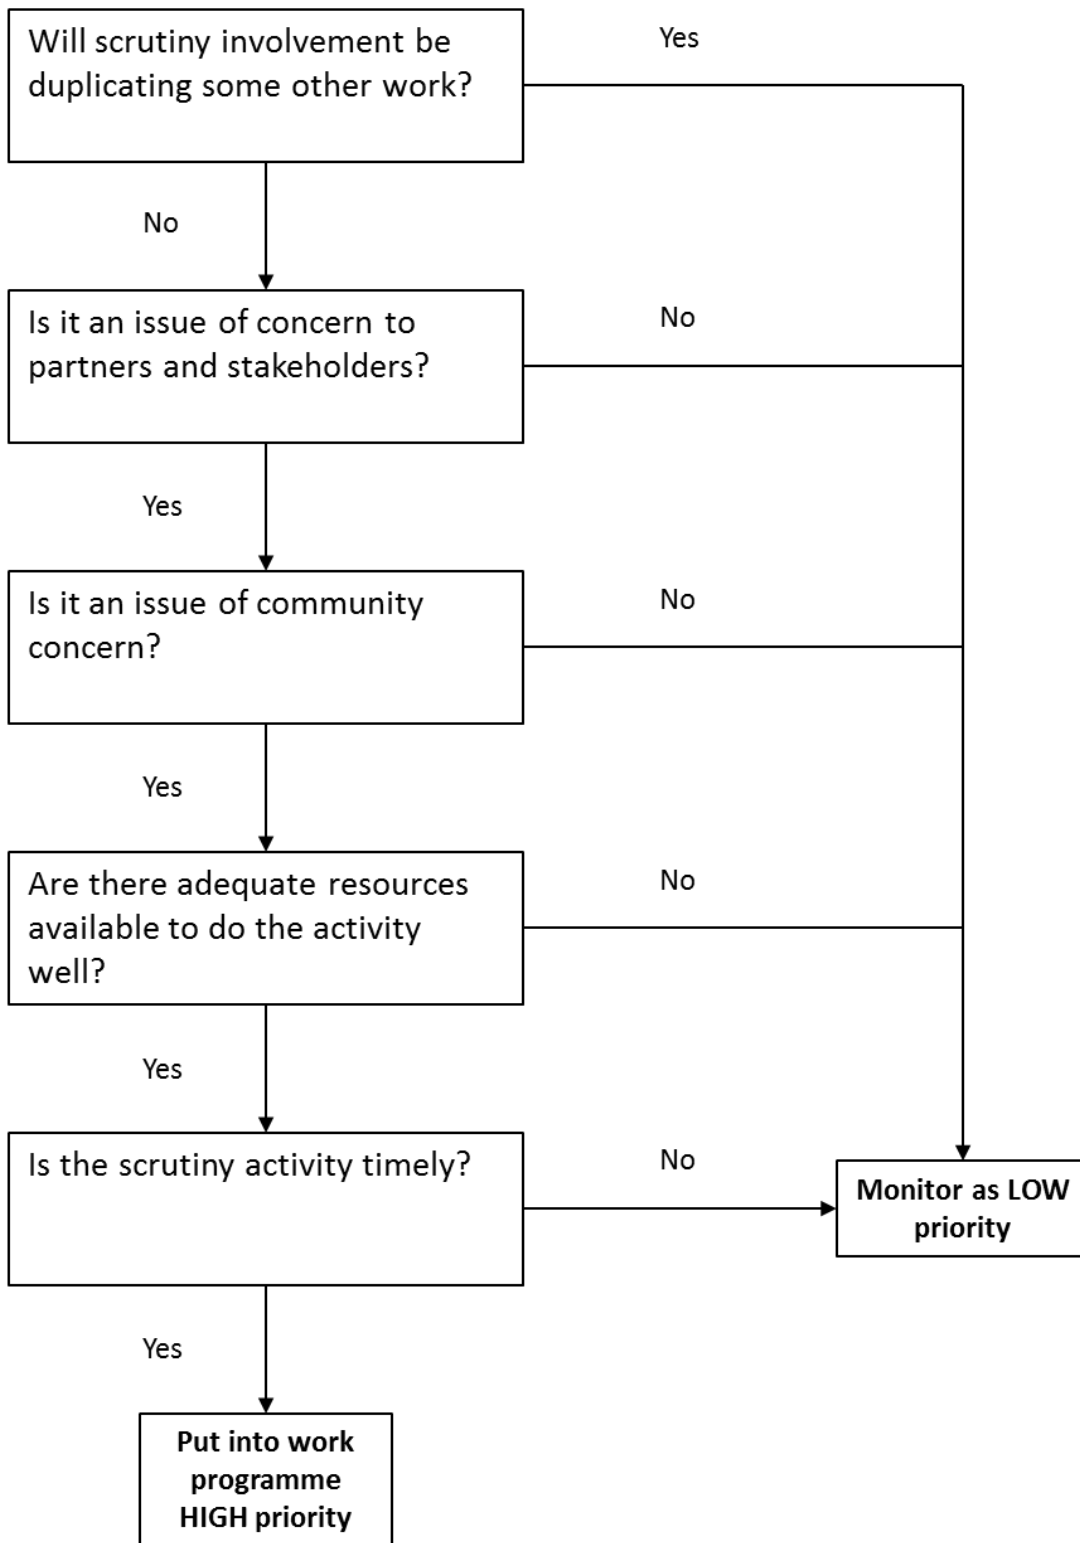 Will scrutiny involvement be
duplicating some other work?
Yes
No
Is it an issue of concern to
partners and stakeholders?
No
Yes
Is it an issue of community
concern?
No
Yes
Are there adequate resources
available to do the activity
well?
No
Yes
Is the scrutiny activity timely?
No
Monitor as LOW
priority
Yes
Put into work
programme
HIGH priority